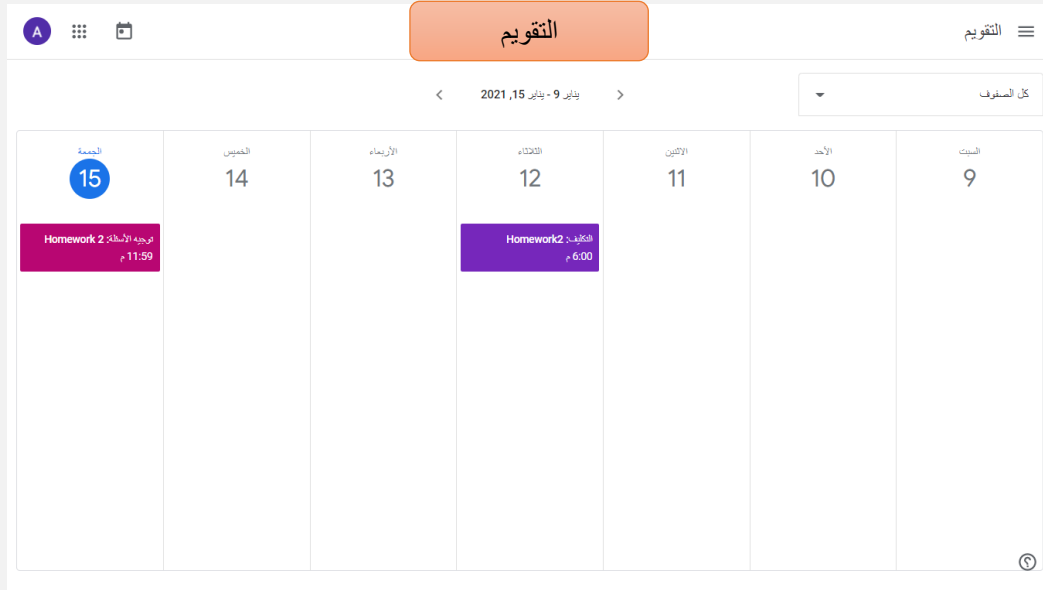 التقويم
التقويم
A
كل الصفوف
يناير 9 - يناير 15, 2021
السبت
9
الأحد
10
الاثنين
11
الثلاثاء
12
التكليف: Homework2
6:00 م
الأربعاء
13
الخميس
14
الجمعة
15
توجيه الأسئلة: Homework 2
11:59 م